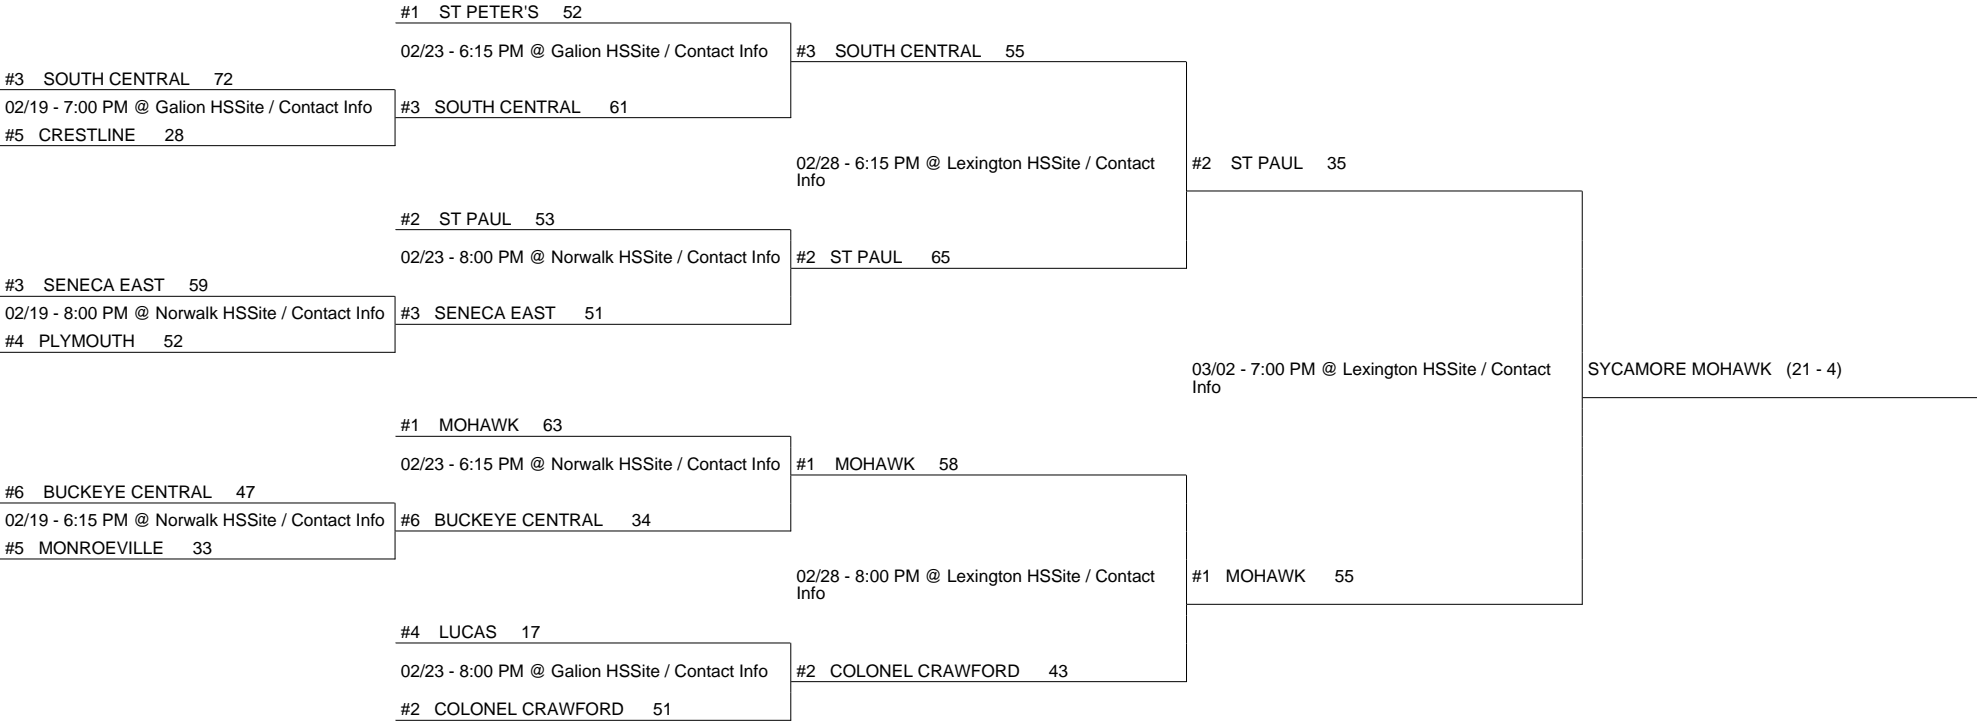 #1 ST PETER'S 52
02/23 - 6:15 PM @ Galion HSSite / Contact Info
#3 SOUTH CENTRAL 55
#3 SOUTH CENTRAL 72
02/19 - 7:00 PM @ Galion HSSite / Contact Info
#3 SOUTH CENTRAL 61
#5 CRESTLINE 28
02/28 - 6:15 PM @ Lexington HSSite / Contact
Info
#2 ST PAUL 35
#2 ST PAUL 53
02/23 - 8:00 PM @ Norwalk HSSite / Contact Info
#2 ST PAUL 65
#3 SENECA EAST 59
02/19 - 8:00 PM @ Norwalk HSSite / Contact Info
#3 SENECA EAST 51
#4 PLYMOUTH 52
03/02 - 7:00 PM @ Lexington HSSite / Contact
Info
SYCAMORE MOHAWK (21 - 4)
#1 MOHAWK 63
02/23 - 6:15 PM @ Norwalk HSSite / Contact Info
#1 MOHAWK 58
#6 BUCKEYE CENTRAL 47
02/19 - 6:15 PM @ Norwalk HSSite / Contact Info
#6 BUCKEYE CENTRAL 34
#5 MONROEVILLE 33
02/28 - 8:00 PM @ Lexington HSSite / Contact
Info
#1 MOHAWK 55
#4 LUCAS 17
02/23 - 8:00 PM @ Galion HSSite / Contact Info
#2 COLONEL CRAWFORD 43
#2 COLONEL CRAWFORD 51